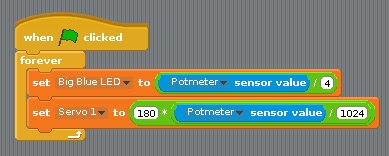 when clicked
forever
set Big Blue LED to Potmeter sensor value / 4
set Servo 1 to 180 * Potmeter sensor value / 1024